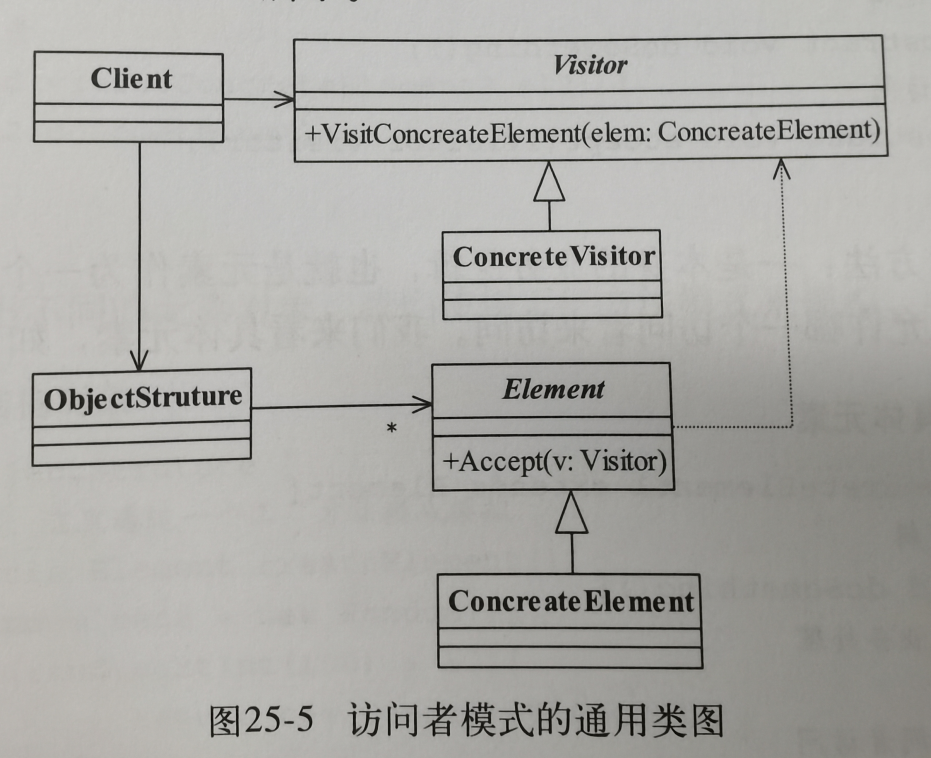 Client
Visitor
+VisitConcreateElement(elem: ConcreateElement)
ConcreteVisitor
ObjectStruture
*
Element
+Accept(v: Visitor)
ConcreateElement
图25-5 访问者模式的通用类图